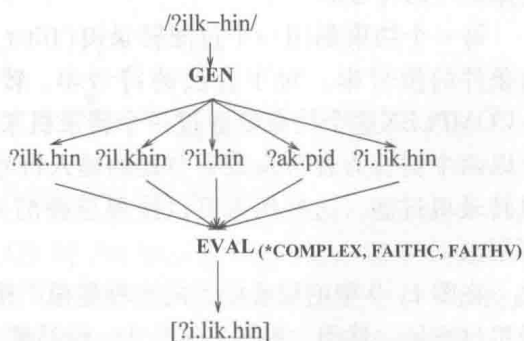 /?ilk-hin/
GEN
?ilk.hin ?il.khin ?il.hin ?ak.pid ?i.lik.hin
EVAL (*COMPLEX, FAITHC, FAITHV)
[?i.lik.hin]